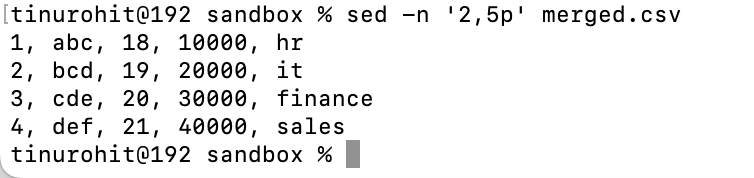 [tinurohit@192 sandbox % sed -n '2,5p' merged.csv
1, abc, 18, 10000, hr
2, bcd, 19, 20000, it
3, cde, 20, 30000, finance
4, def, 21, 40000, sales
tinurohit@192 sandbox %